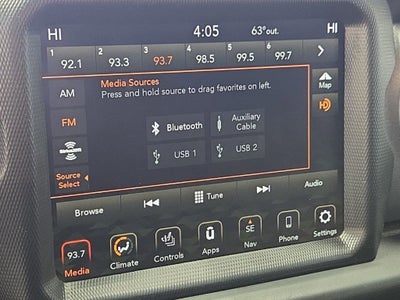 HI 4:05 63°out. HI
1 92.1 2 93.3 3 93.7 4 98.5 5 99.5 6 99.7
AM
Media Sources
Press and hold source to drag favorites on left.
Map
FM
HD
Bluetooth
Auxiliary
Cable
SiriusXM
USB 1
USB 2
Source
Select
Browse
Tune
Audio
93.7 SE
Media Climate Controls Apps Nav Phone Settings